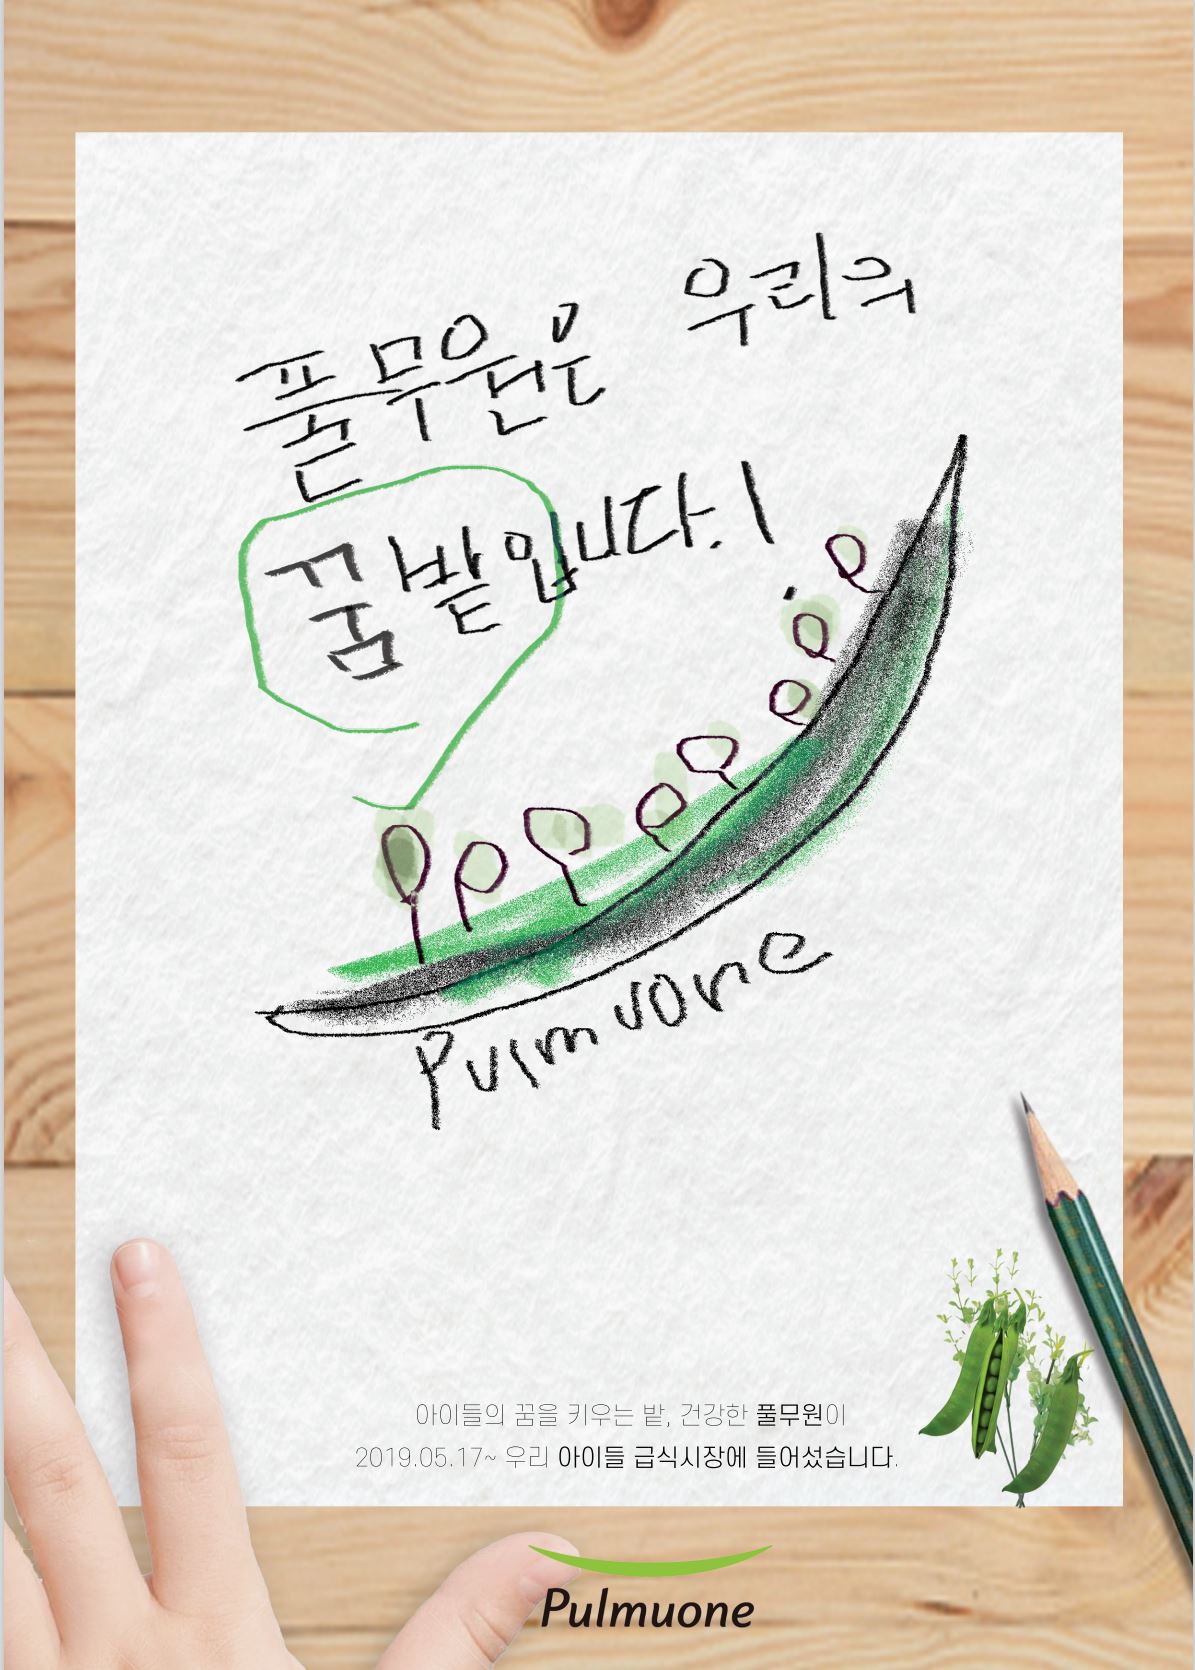 풀무원은 우리의
꿈밭입니다.!
Pulmuone
아이들의 꿈을 키우는 밭, 건강한 풀무원이
2019.05.17~ 우리 아이들 급식시장에 들어섰습니다.
Pulmuone